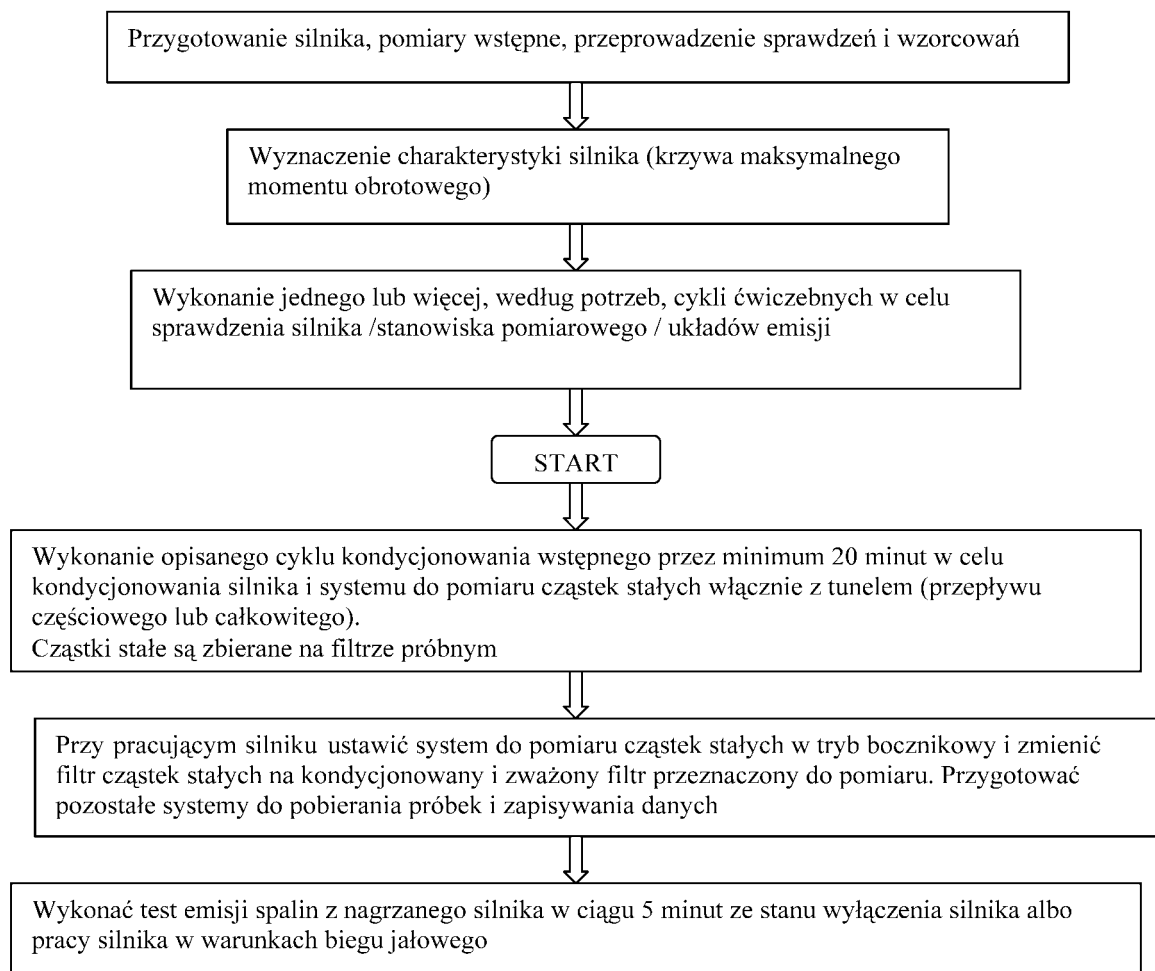 Przygotowanie silnika, pomiary wstępne, przeprowadzenie sprawdzeń i wzorcowań
Wyznaczenie charakterystyki silnika (krzywa maksymalnego
momentu obrotowego)
Wykonanie jednego lub więcej, według potrzeb, cykli ćwiczebnych w celu
sprawdzenia silnika /stanowiska pomiarowego / układów emisji
START
Wykonanie opisanego cyklu kondycjonowania wstępnego przez minimum 20 minut w celu
kondycjonowania silnika i systemu do pomiaru cząstek stałych włącznie z tunelem (przepływu
częściowego lub całkowitego).
Cząstki stałe są zbierane na filtrze próbnym
Przy pracującym silniku ustawić system do pomiaru cząstek stałych w tryb bocznikowy i zmienić
filtr cząstek stałych na kondycjonowany i zważony filtr przeznaczony do pomiaru. Przygotować
pozostałe systemy do pobierania próbek i zapisywania danych
Wykonać test emisji spalin z nagrzanego silnika w ciągu 5 minut ze stanu wyłączenia silnika albo
pracy silnika w warunkach biegu jałowego